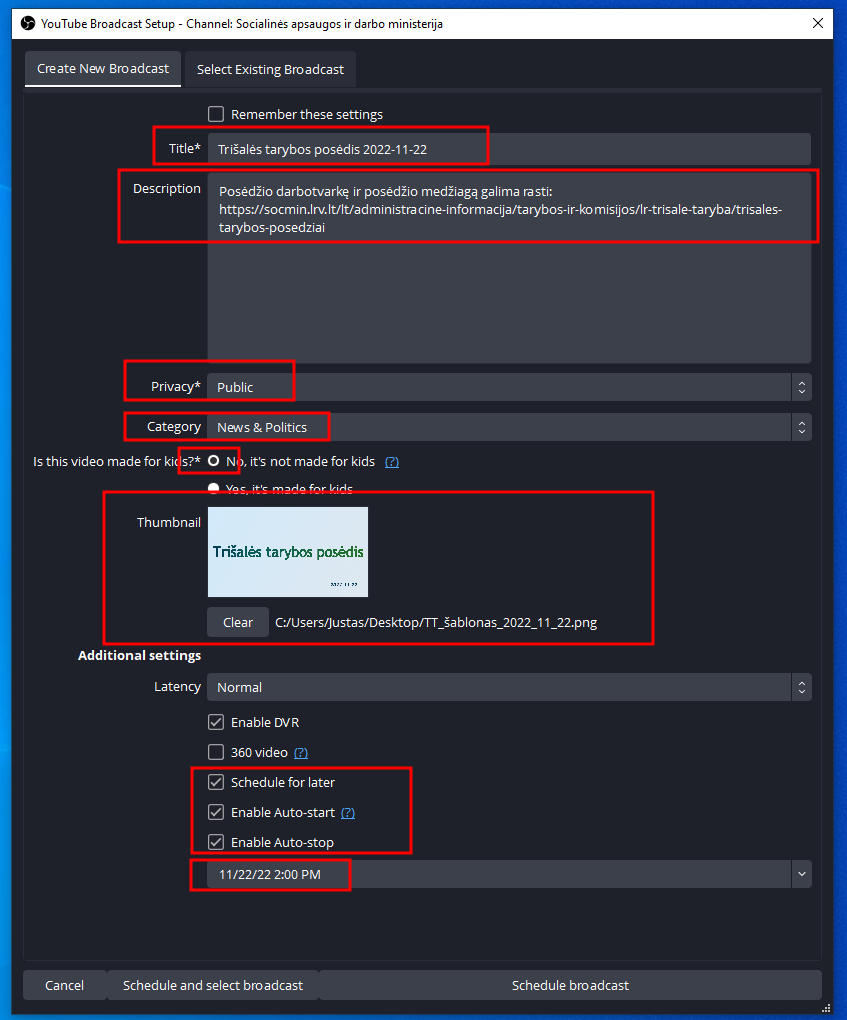 YouTube Broadcast Setup - Channel: Socialinės apsaugos ir darbo ministerija
Create New Broadcast
Select Existing Broadcast
Remember these settings
Title* Trišalės tarybos posėdis 2022-11-22
Description Posėdžio darbotvarkę ir posėdžio medžiagą galima rasti:
https://socmin.lrv.lt/lt/administracine-informacija/tarybos-ir-komisijos/lr-trisale-taryba/trisales-
tarybos-posedziai
Privacy* Public
Category News & Politics
Is this video made for kids?* No, it's not made for kids (?)
Yes, it's made for kids
Thumbnail
Trišalės tarybos posėdis
2022 11 22
Clear C:/Users/Justas/Desktop/TT_šablonas_2022_11_22.png
Additional settings
Latency Normal
Enable DVR
360 video (?)
Schedule for later
Enable Auto-start (?)
Enable Auto-stop
11/22/22 2:00 PM
Cancel
Schedule and select broadcast
Schedule broadcast